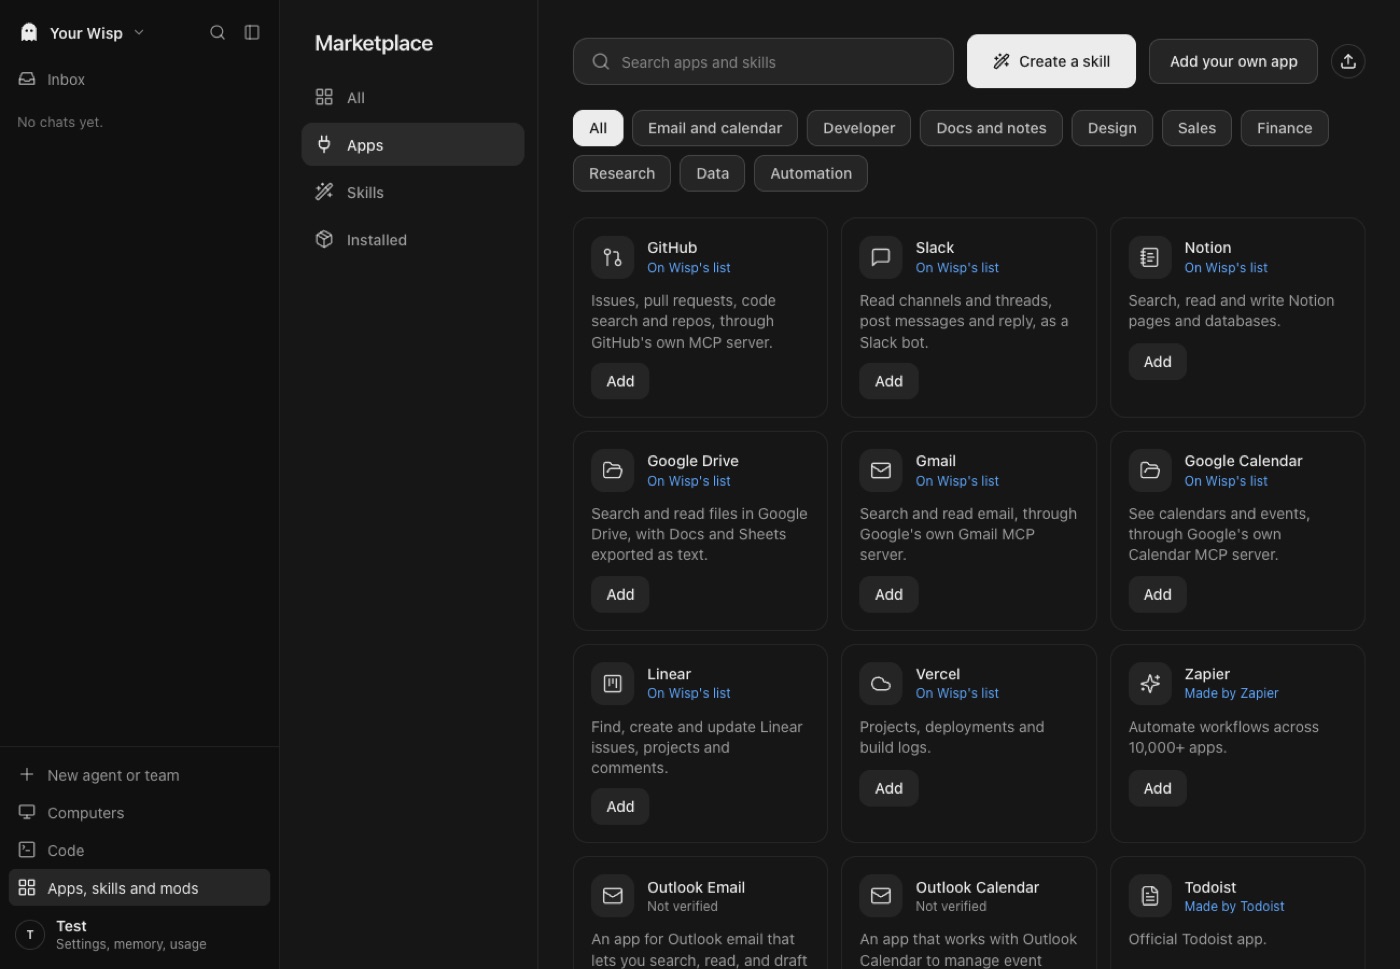 Your Wisp
Inbox
No chats yet.
New agent or team
Computers
Code
Apps, skills and mods
T
Test
Settings, memory, usage
Marketplace
All
Apps
Skills
Installed
Search apps and skills
Create a skill
Add your own app
All
Email and calendar
Developer
Docs and notes
Design
Sales
Finance
Research
Data
Automation
GitHub
On Wisp's list
Issues, pull requests, code
search and repos, through
GitHub's own MCP server.
Add
Slack
On Wisp's list
Read channels and threads,
post messages and reply, as a
Slack bot.
Add
Notion
On Wisp's list
Search, read and write Notion
pages and databases.
Add
Google Drive
On Wisp's list
Search and read files in Google
Drive, with Docs and Sheets
exported as text.
Add
Gmail
On Wisp's list
Search and read email, through
Google's own Gmail MCP
server.
Add
Google Calendar
On Wisp's list
See calendars and events,
through Google's own
Calendar MCP server.
Add
Linear
On Wisp's list
Find, create and update Linear
issues, projects and
comments.
Add
Vercel
On Wisp's list
Projects, deployments and
build logs.
Add
Zapier
Made by Zapier
Automate workflows across
10,000+ apps.
Add
Outlook Email
Not verified
An app for Outlook email that
lets you search, read, and draft
Outlook Calendar
Not verified
An app that works with Outlook
Calendar to manage event
Todoist
Made by Todoist
Official Todoist app.